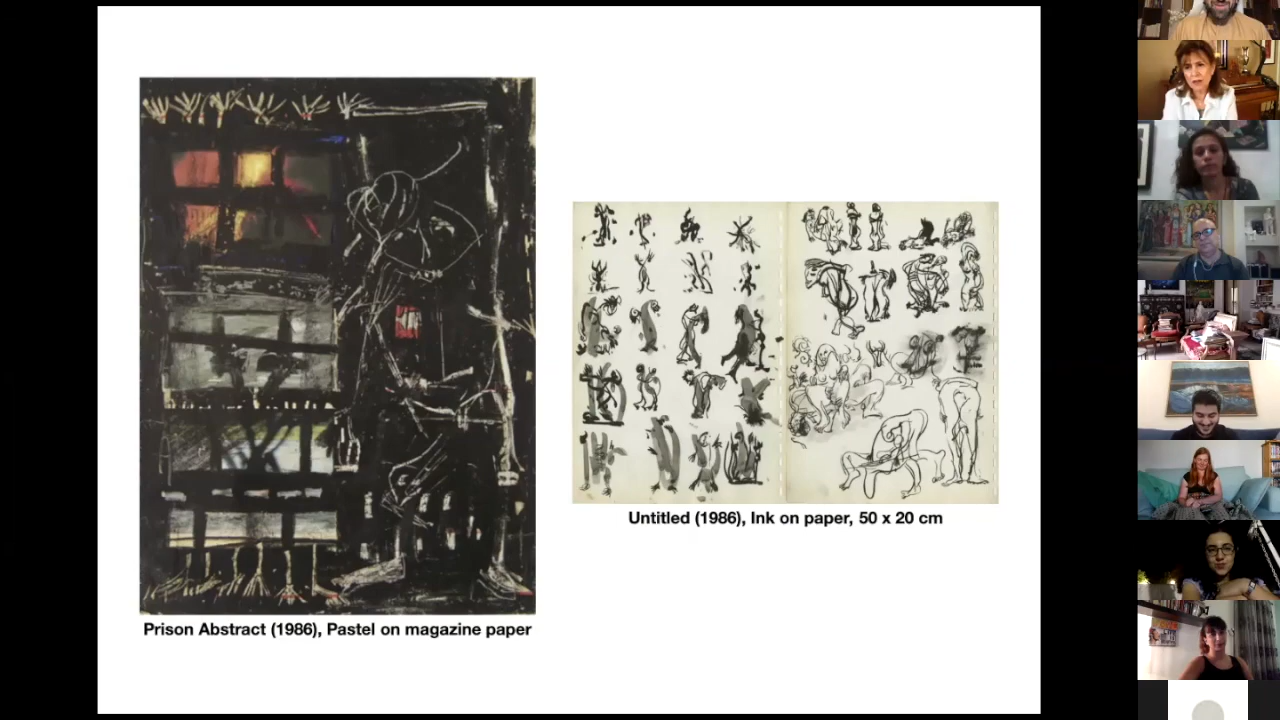 Prison Abstract (1986), Pastel on magazine paper
Untitled (1986), Ink on paper, 50 x 20 cm